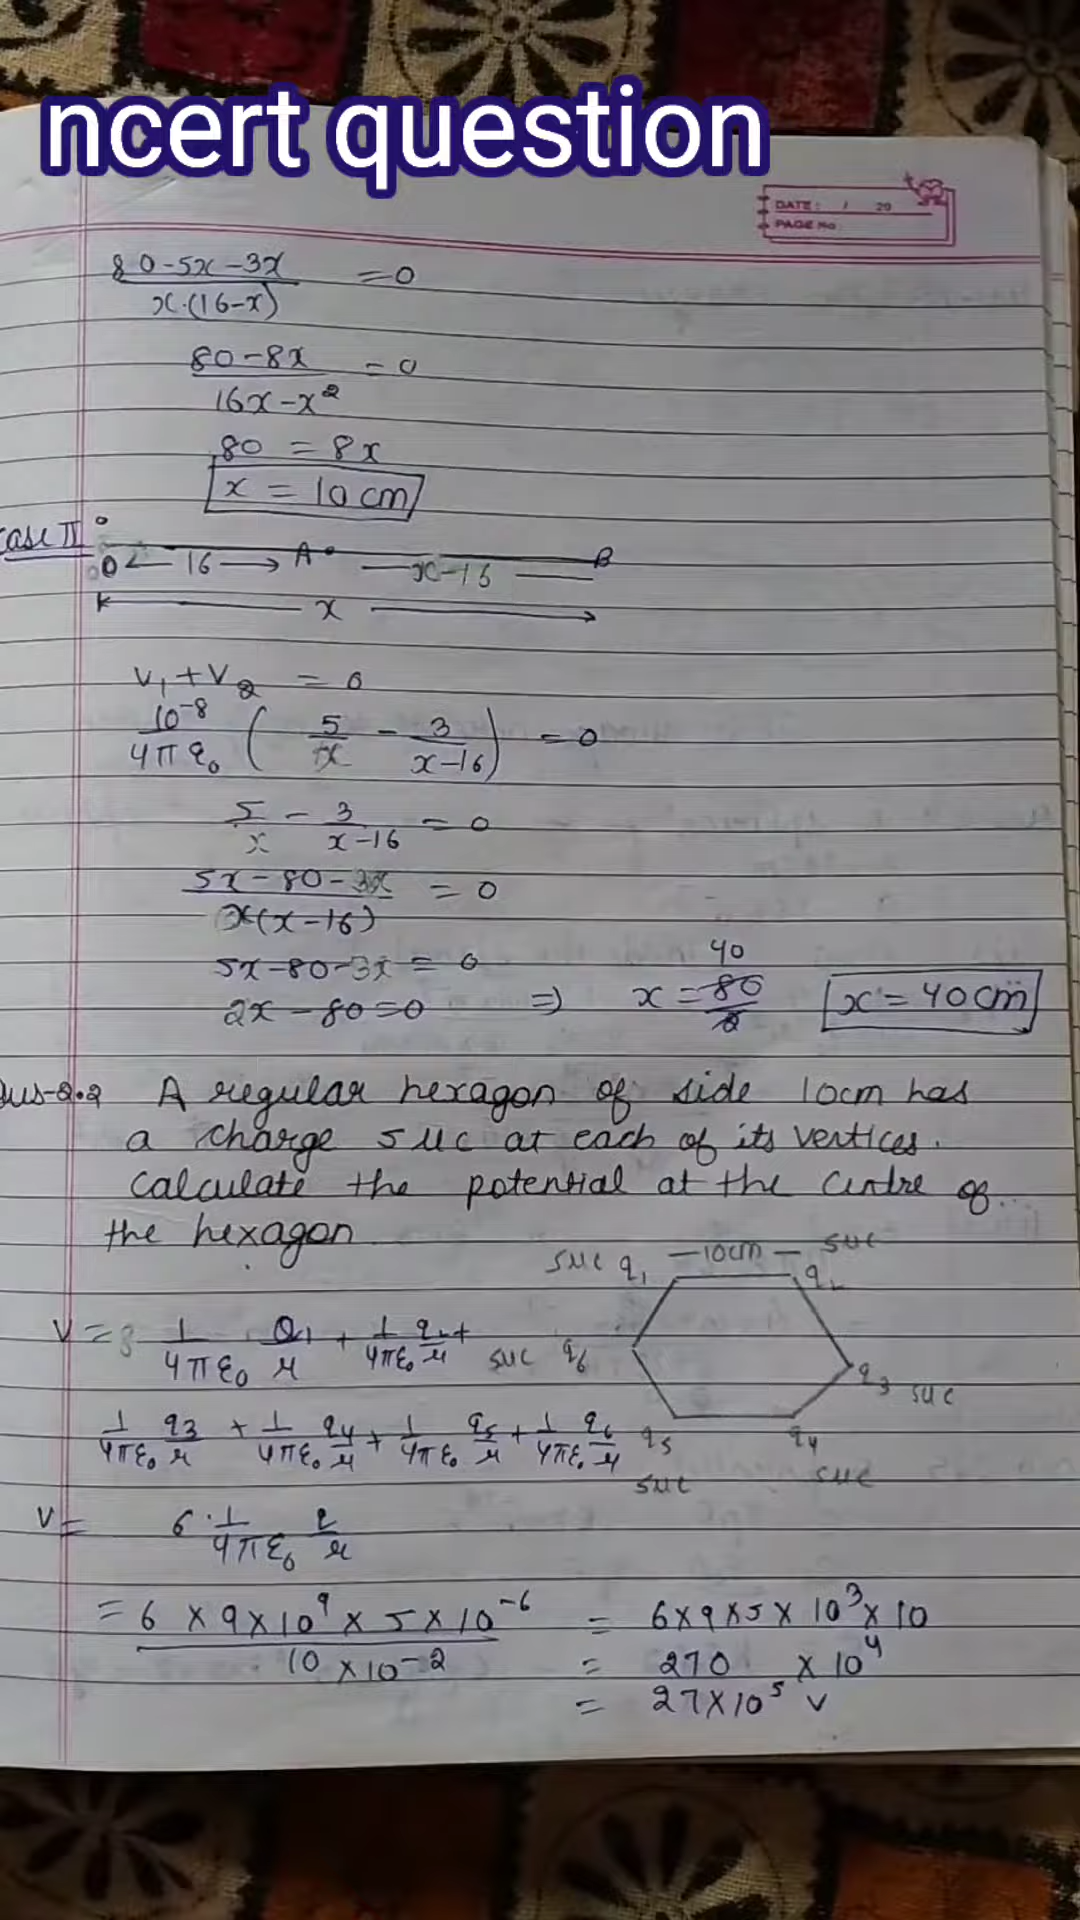 ncert question
DATE: / 20
PAGE No
80-5x-3x = 0
x.(16-x)
80-8x = 0
16x-x²
80 = 8x
x = 10 cm
case II
0 16 → A x-16 B
x
V₁ + V₂ = 0
10⁻⁸/4πε₀ (5/x - 3/x-16) = 0
5/x - 3/x-16 = 0
5x-80-3x = 0
x(x-16)
5x-80-3x = 0
2x-80=0 ⇒ x = 80/2 40 x = 40cm
Qus-2.2 A regular hexagon of side 10cm has
a charge 5 μc at each of its vertices.
calculate the potential at the centre of
the hexagon.
5μc q₁ —10cm— 5μc q₂
V = 1/4πε₀ Q₁/r + 1/4πε₀ q₂/r + 5μc q₆
q₃ 5μc
1/4πε₀ q₃/r + 1/4πε₀ q₄/r + 1/4πε₀ q₅/r + 1/4πε₀ q₆/r q₅ q₄
5μc 5μc
V = 6 . 1/4πε₀ q/r
= 6 × 9×10⁹ × 5 × 10⁻⁶ = 6×9×5× 10³× 10
10 × 10⁻² = 270 × 10⁴
= 27×10⁵ v